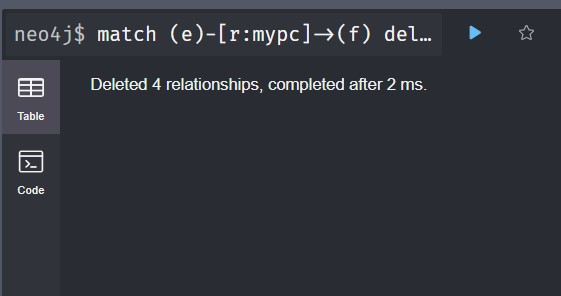 neo4j$ match (e)-[r:mypc]→(f) del…
Deleted 4 relationships, completed after 2 ms.
Table
Code